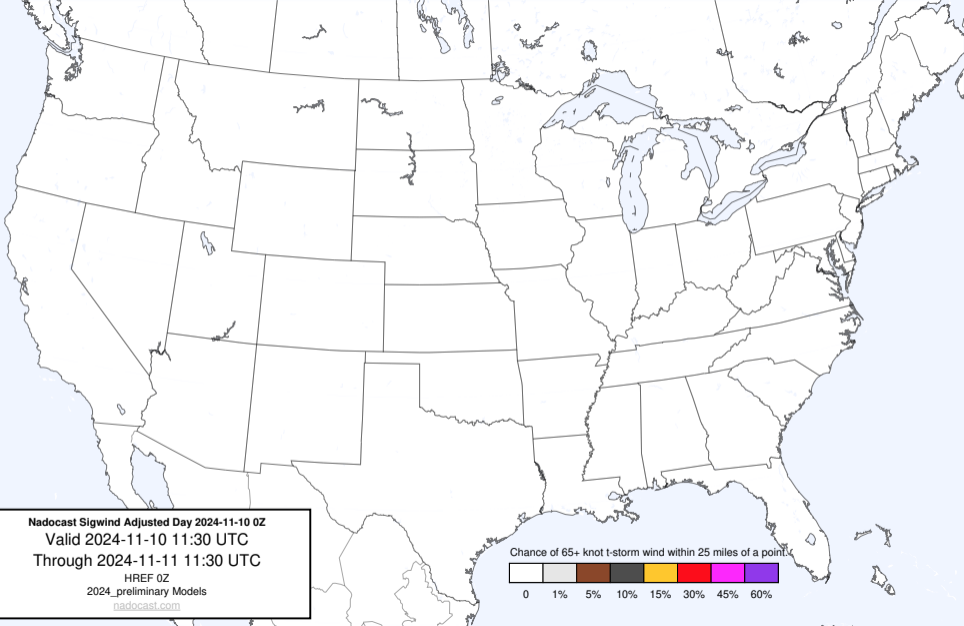 Nadocast Sigwind Adjusted Day 2024-11-10 0Z
Valid 2024-11-10 11:30 UTC
Through 2024-11-11 11:30 UTC
HREF 0Z
2024_preliminary Models
nadocast.com
Chance of 65+ knot t-storm wind within 25 miles of a point.
0 1% 5% 10% 15% 30% 45% 60%